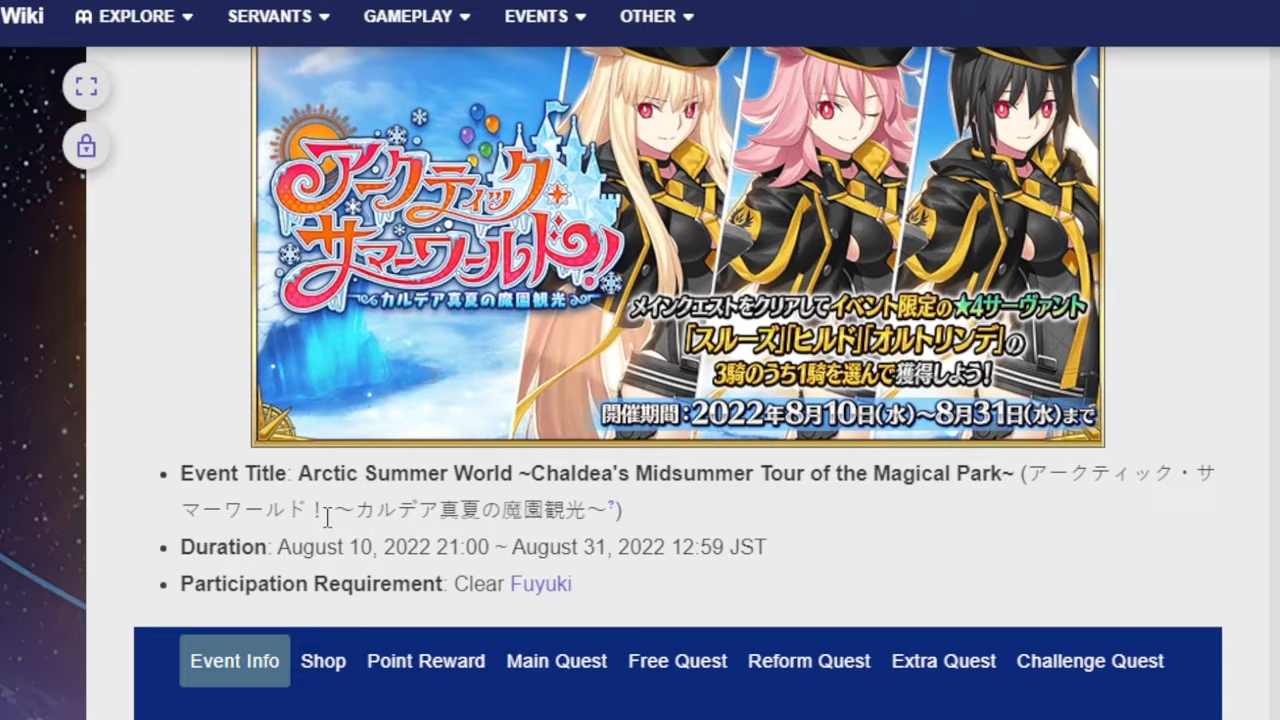 Wiki EXPLORE SERVANTS GAMEPLAY EVENTS OTHER
アークティック・
サマーワールド!
カルデア真夏の魔園観光
メインクエストをクリアしてイベント限定の★4サーヴァント
「スルーズ」「ヒルド」「オルトリンデ」の
3騎のうち1騎を選んで獲得しよう!
開催期間:2022年8月10日(水)~8月31日(水)まで
Event Title: Arctic Summer World ~Chaldea's Midsummer Tour of the Magical Park~ (アークティック・サ
マーワールド!~カルデア真夏の魔園観光~?)
Duration: August 10, 2022 21:00 ~ August 31, 2022 12:59 JST
Participation Requirement: Clear Fuyuki
Event Info Shop Point Reward Main Quest Free Quest Reform Quest Extra Quest Challenge Quest